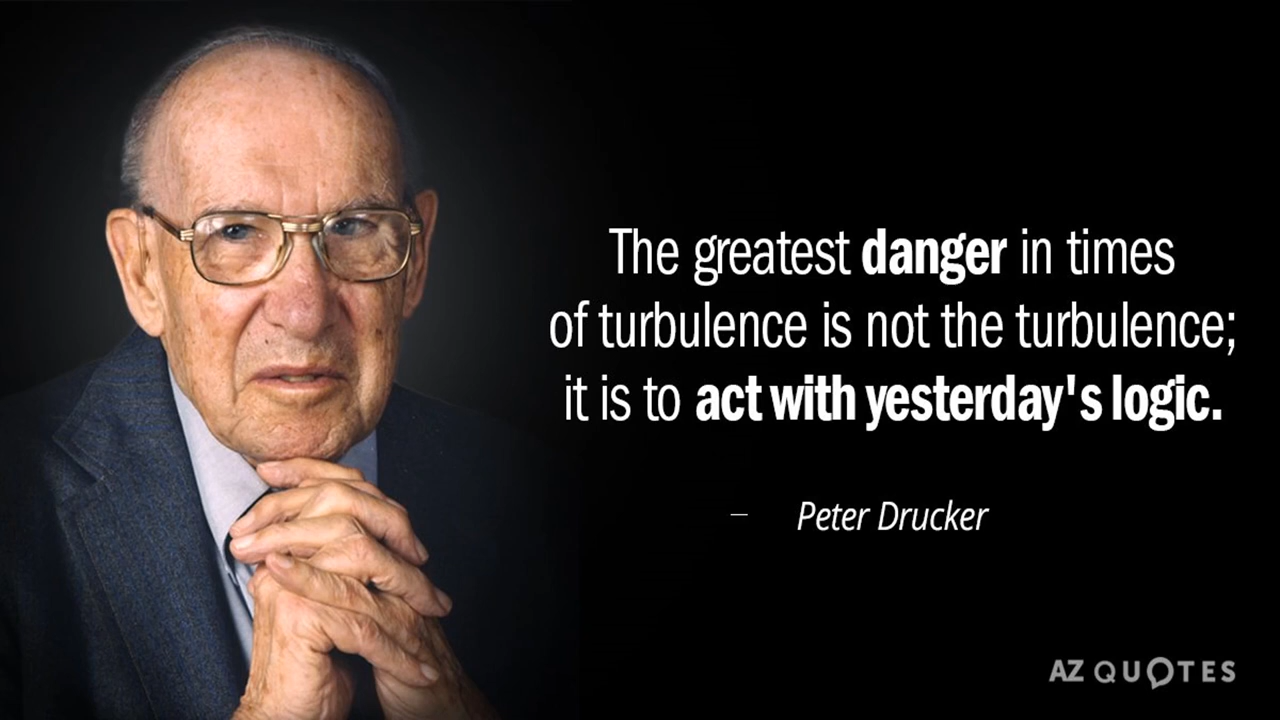 The greatest danger in times
of turbulence is not the turbulence;
it is to act with yesterday's logic.
– Peter Drucker
AZ QUOTES